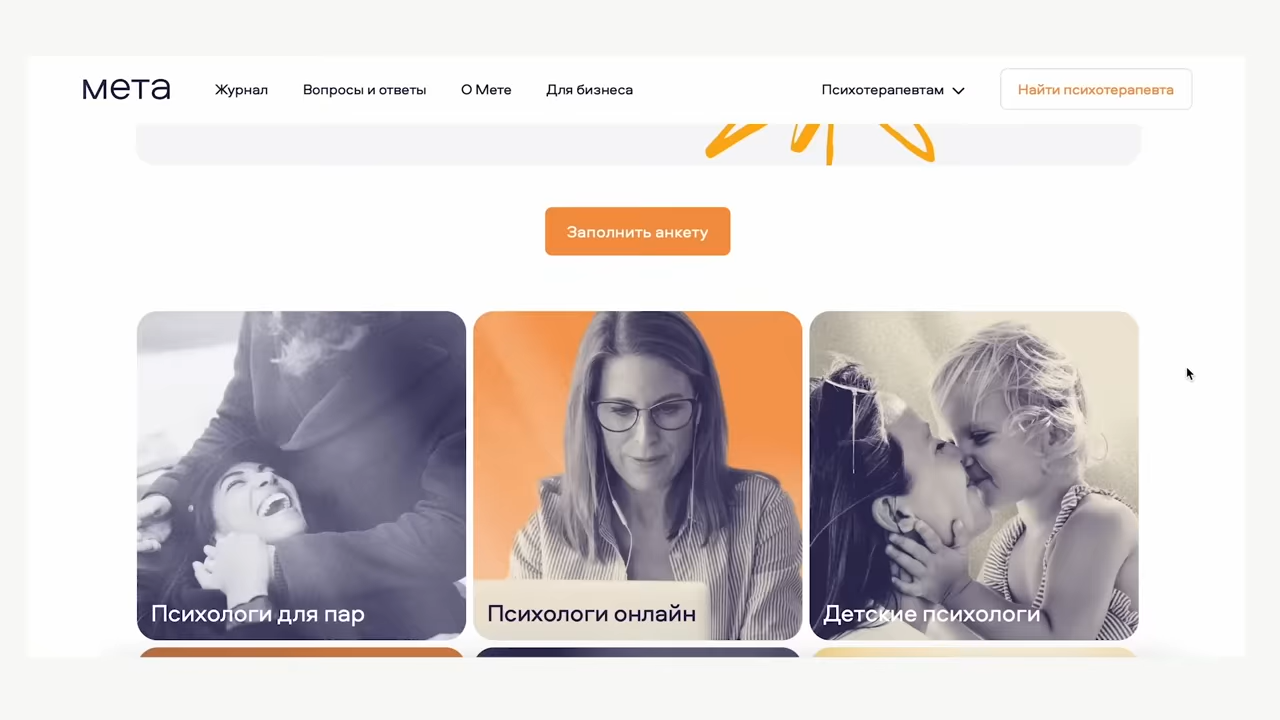 мета
Журнал
Вопросы и ответы
О Мете
Для бизнеса
Психотерапевтам
Найти психотерапевта
Заполнить анкету
Психологи для пар
Психологи онлайн
Детские психологи